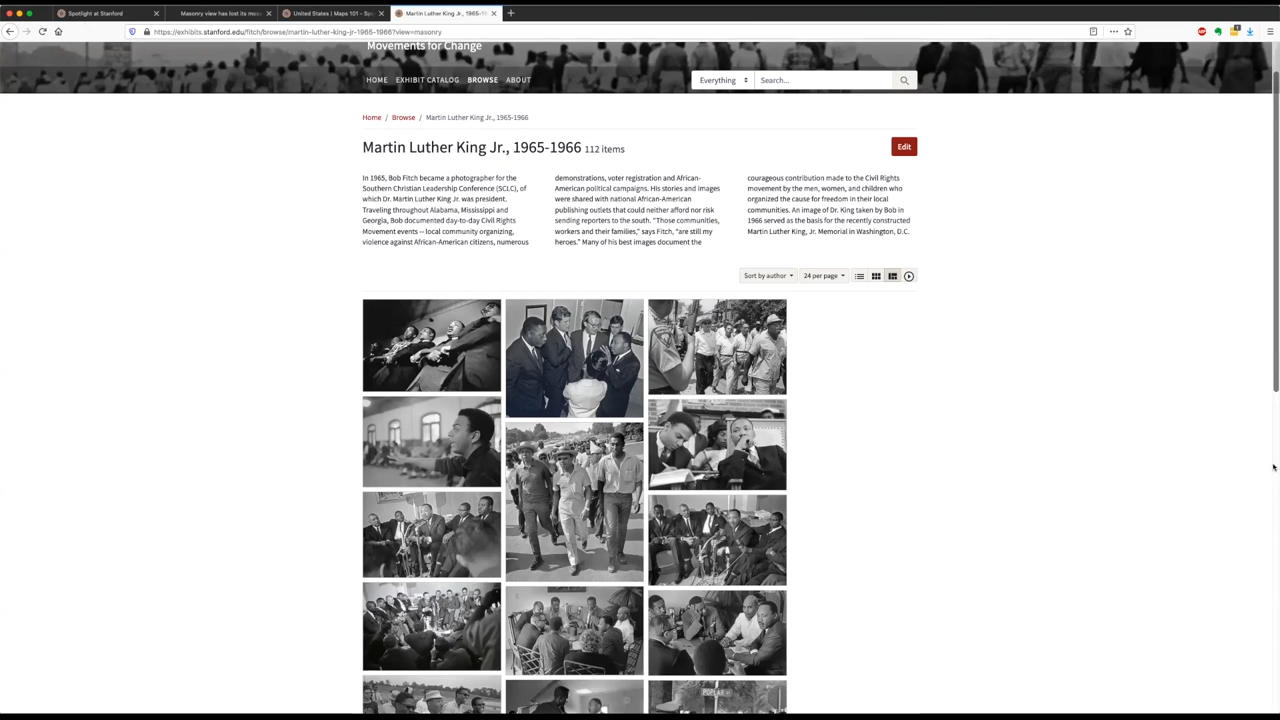 Spotlight at Stanford
Masonry view has lost its mas
United States | Maps 101 - Sp
Martin Luther King Jr., 1965-19
https://exhibits.stanford.edu/fitch/browse/martin-luther-king-jr-1965-1966?view=masonry
Movements for Change
HOME EXHIBIT CATALOG BROWSE ABOUT
Everything Search...
Home / Browse / Martin Luther King Jr., 1965-1966
Martin Luther King Jr., 1965-1966 112 items
Edit
In 1965, Bob Fitch became a photographer for the
Southern Christian Leadership Conference (SCLC), of
which Dr. Martin Luther King Jr. was president.
Traveling throughout Alabama, Mississippi and
Georgia, Bob documented day-to-day Civil Rights
Movement events -- local community organizing,
violence against African-American citizens, numerous
demonstrations, voter registration and African-
American political campaigns. His stories and images
were shared with national African-American
publishing outlets that could neither afford nor risk
sending reporters to the south. "Those communities,
workers and their families," says Fitch, "are still my
heroes." Many of his best images document the
courageous contribution made to the Civil Rights
movement by the men, women, and children who
organized the cause for freedom in their local
communities. An image of Dr. King taken by Bob in
1966 served as the basis for the recently constructed
Martin Luther King, Jr. Memorial in Washington, D.C.
Sort by author 24 per page
POPLAR